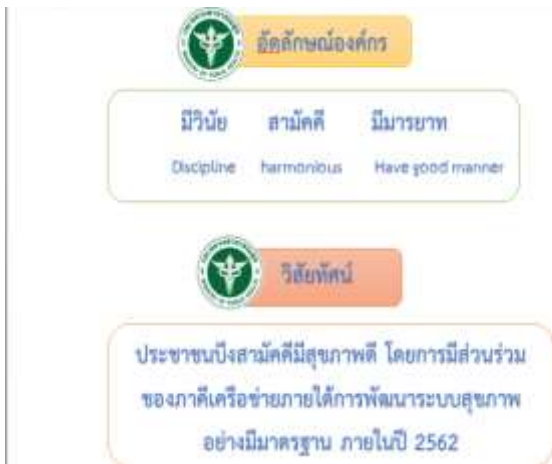 อัตลักษณ์องค์กร
มีวินัย สามัคคี มีมารยาท
Discipline harmonious Have good manner
วิสัยทัศน์
ประชาชนบึงสามัคคีมีสุขภาพดี โดยการมีส่วนร่วม
ของภาคีเครือข่ายภายใต้การพัฒนาระบบสุขภาพ
อย่างมีมาตรฐาน ภายในปี 2562